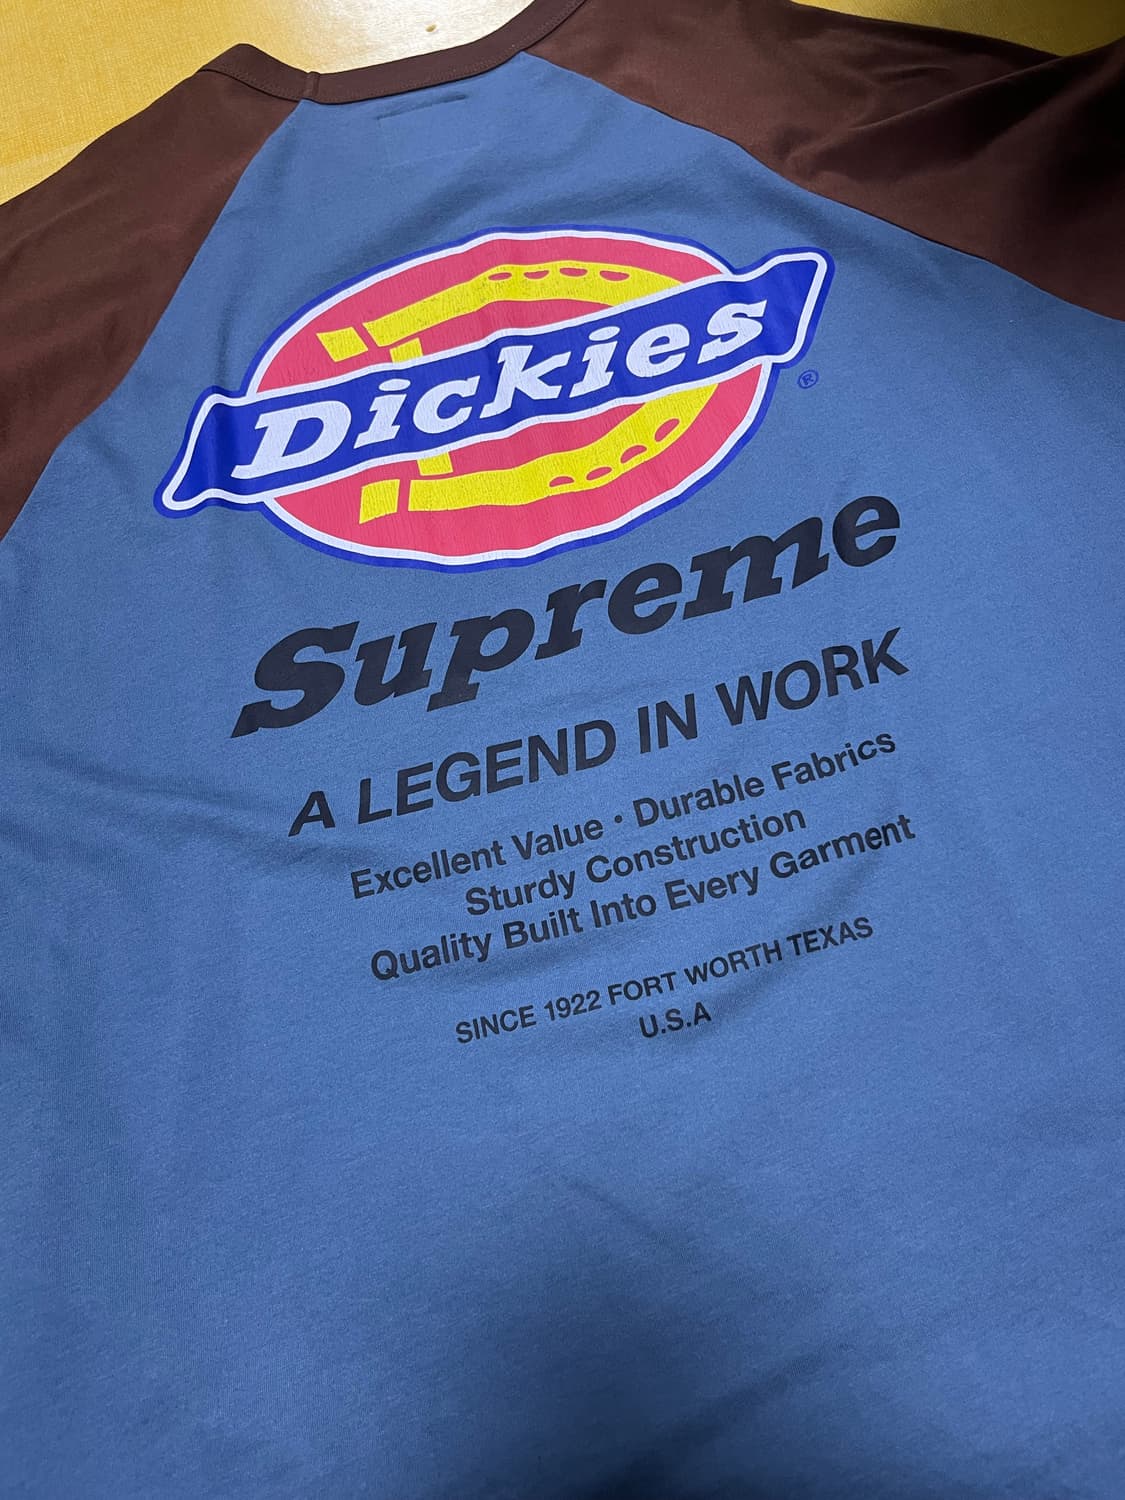 Dickies
®
Supreme
A LEGEND IN WORK
Excellent Value • Durable Fabrics
Sturdy Construction
Quality Built Into Every Garment
SINCE 1922 FORT WORTH TEXAS
U.S.A